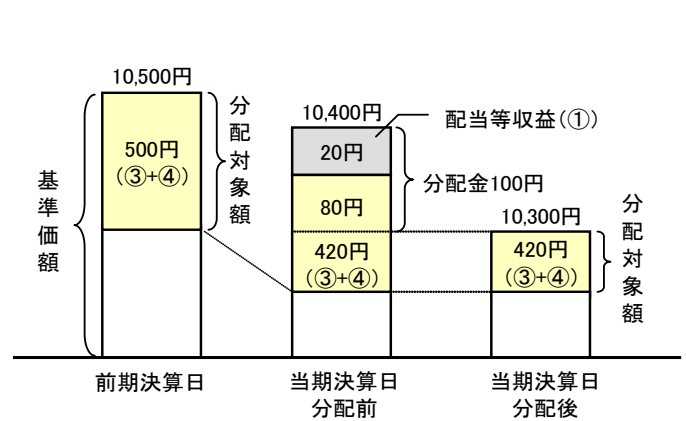 10,500円
500円
(③+④)
分配対象額
基準価額
10,400円
配当等収益(①)
20円
80円
分配金100円
420円
(③+④)
10,300円
420円
(③+④)
分配対象額
前期決算日
当期決算日
分配前
当期決算日
分配後